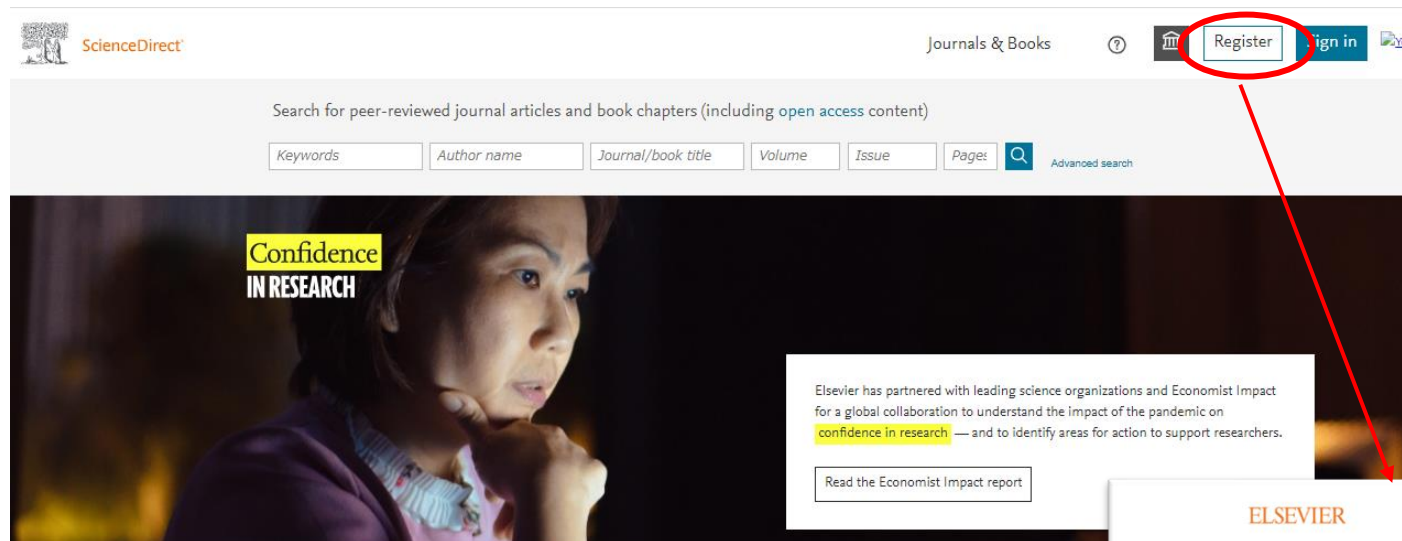 ScienceDirect
Journals & Books
?
Register
Sign in
Search for peer-reviewed journal articles and book chapters (including open access content)
Keywords
Author name
Journal/book title
Volume
Issue
Advanced search
Confidence
IN RESEARCH
Elsevier has partnered with leading science organizations and Economist Impact
for a global collaboration to understand the impact of the pandemic on
confidence in research — and to identify areas for action to support researchers.
Read the Economist Impact report
ELSEVIER